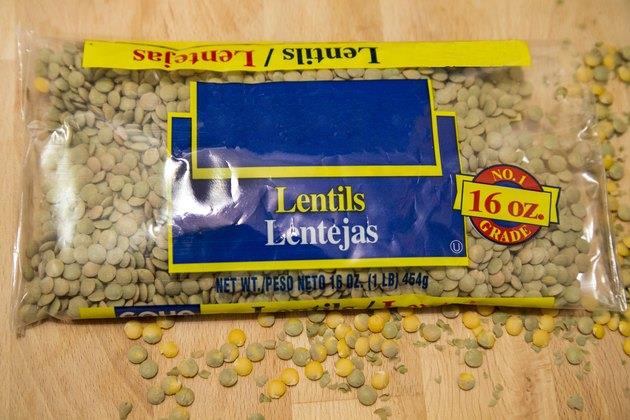 Lentils / Lentejas
Lentils
Lentejas
NO. 1
16 oz.
GRADE
U
NET WT./PESO NETO 16 OZ. (1 LB) 454g